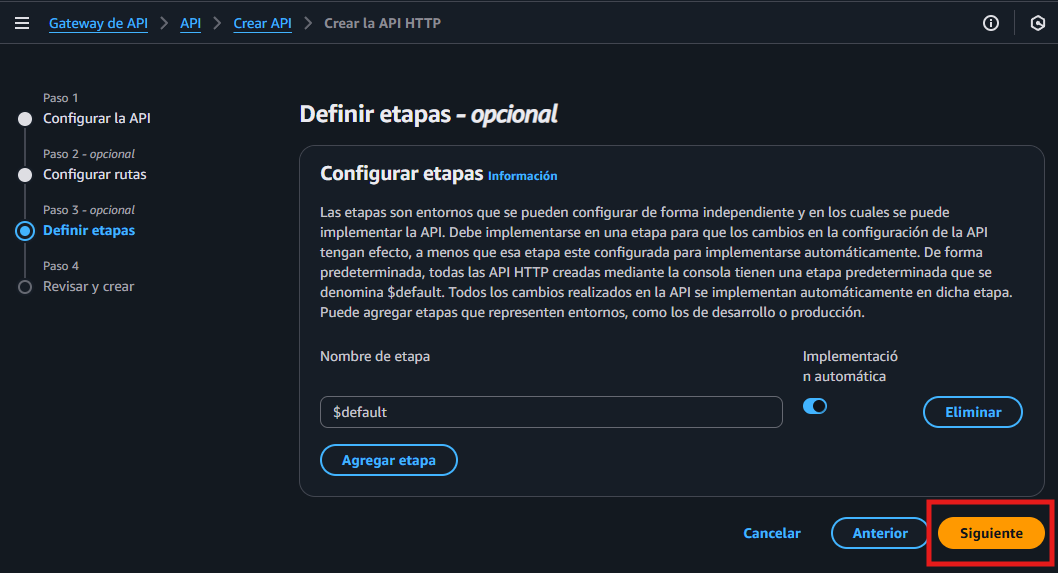 Gateway de API > API > Crear API > Crear la API HTTP
Paso 1
Configurar la API
Paso 2 - opcional
Configurar rutas
Paso 3 - opcional
Definir etapas
Paso 4
Revisar y crear
Definir etapas - opcional
Configurar etapas Información
Las etapas son entornos que se pueden configurar de forma independiente y en los cuales se puede
implementar la API. Debe implementarse en una etapa para que los cambios en la configuración de la API
tengan efecto, a menos que esa etapa este configurada para implementarse automáticamente. De forma
predeterminada, todas las API HTTP creadas mediante la consola tienen una etapa predeterminada que se
denomina $default. Todos los cambios realizados en la API se implementan automáticamente en dicha etapa.
Puede agregar etapas que representen entornos, como los de desarrollo o producción.
Nombre de etapa
Implementació
n automática
$default
Eliminar
Agregar etapa
Cancelar
Anterior
Siguiente